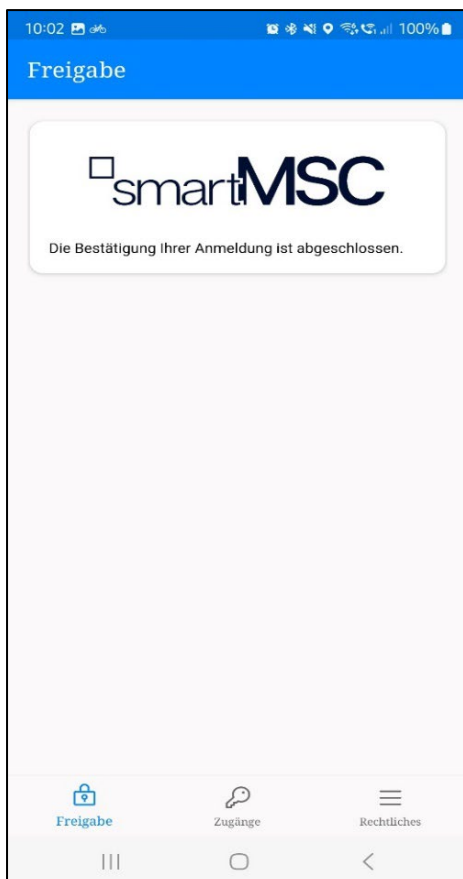 10:02 100%
Freigabe
smartMSC
Die Bestätigung Ihrer Anmeldung ist abgeschlossen.
Freigabe Zugänge Rechtliches